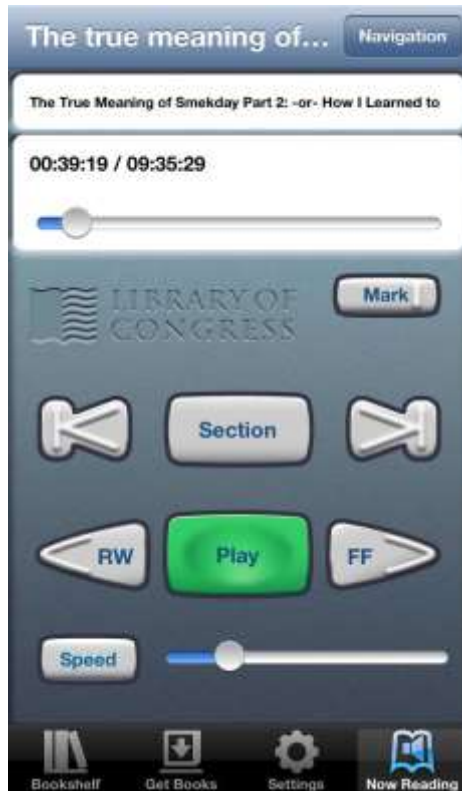 The true meaning of... Navigation
The True Meaning of Smekday Part 2: -or- How I Learned to
00:39:19 / 09:35:29
LIBRARY OF Mark
CONGRESS
Section
RW Play FF
Speed
Bookshelf Get Books Settings Now Reading